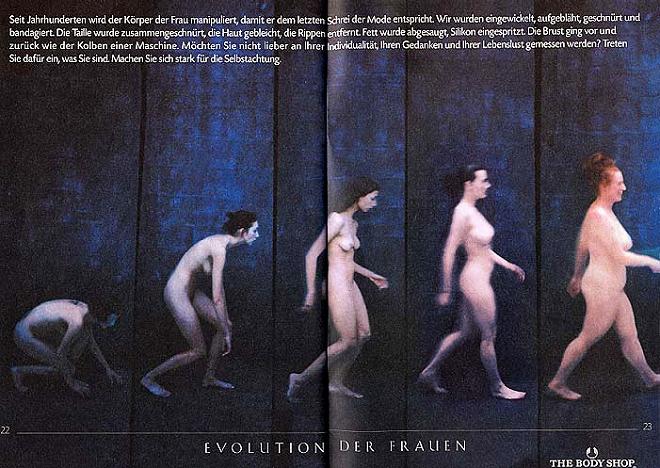 Seit Jahrhunderten wird der Körper der Frau manipuliert, damit er dem letzten Schrei der Mode entspricht. Wir wurden eingewickelt, aufgebläht, geschnürt und
bandagiert. Die Taille wurde zusammengeschnürt, die Haut gebleicht, die Rippen entfernt. Fett wurde abgesaugt, Silikon eingespritzt. Die Brust ging vor und
zurück wie der Kolben einer Maschine. Möchten Sie nicht lieber an Ihrer Individualität, Ihren Gedanken und Ihrer Lebenslust gemessen werden? Treten
Sie dafür ein, was Sie sind. Machen Sie sich stark für die Selbstachtung.
22
23
EVOLUTION DER FRAUEN
THE BODY SHOP